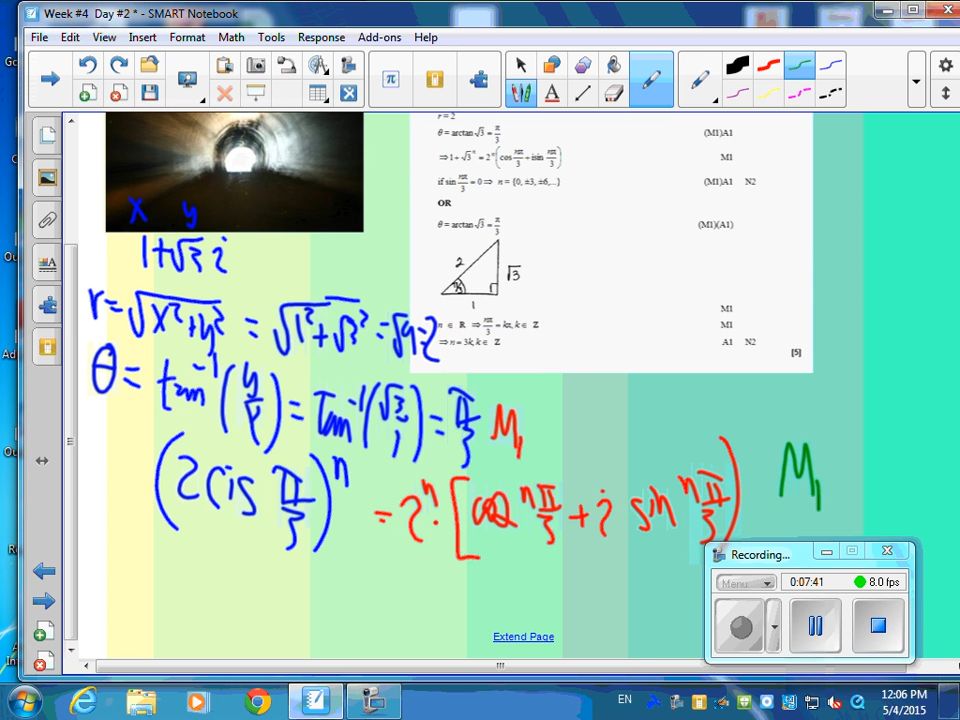 Week #4 Day #2 * - SMART Notebook
File Edit View Insert Format Math Tools Response Add-ons Help
π
A
r = 2
θ = arctan √3 = π/3 (M1)A1
⇒ 1 + √3ⁿ = 2ⁿ (cos nπ/3 + isin nπ/3) M1
if sin nπ/3 = 0 ⇒ n = {0, ±3, ±6,...} (M1)A1 N2
OR
θ = arctan √3 = π/3 (M1)(A1)
2 √3
π/3
1
M1
n ∈ R ⇒ nπ/3 = kπ, k ∈ Z M1
⇒ n = 3k, k ∈ Z A1 N2
[5]
x y
1+√3 i
r = √x²+y² = √1²+√3² = √4 = 2
θ = tan⁻¹ ( y/x ) = Tan⁻¹ ( √3/1 ) = π/3 M1
(2 cis π/3)ⁿ = 2ⁿ · [cos nπ/3 + i sin nπ/3) M1
Recording...
Menu 0:07:41 8.0 fps
Extend Page
EN 12:06 PM
5/4/2015